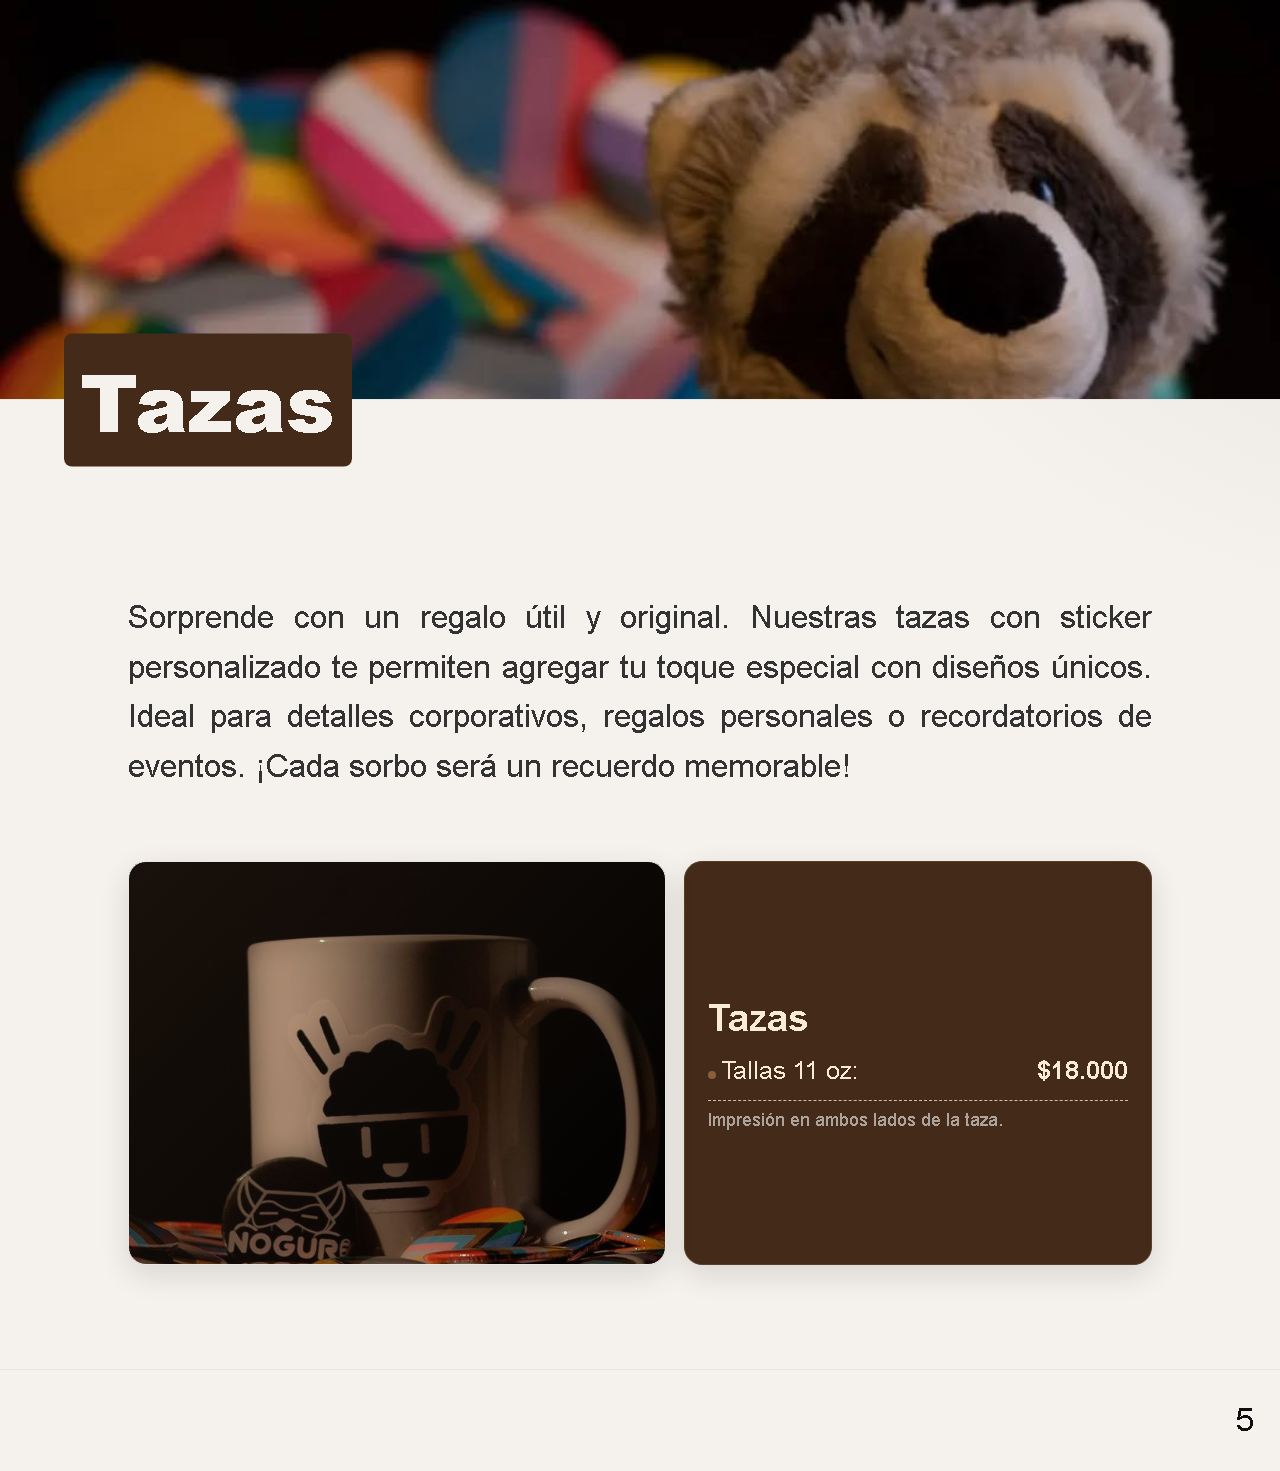 Tazas
Sorprende con un regalo útil y original. Nuestras tazas con sticker
personalizado te permiten agregar tu toque especial con diseños únicos.
Ideal para detalles corporativos, regalos personales o recordatorios de
eventos. ¡Cada sorbo será un recuerdo memorable!
NOGURE
Tazas
Tallas 11 oz: $18.000
Impresión en ambos lados de la taza.
5